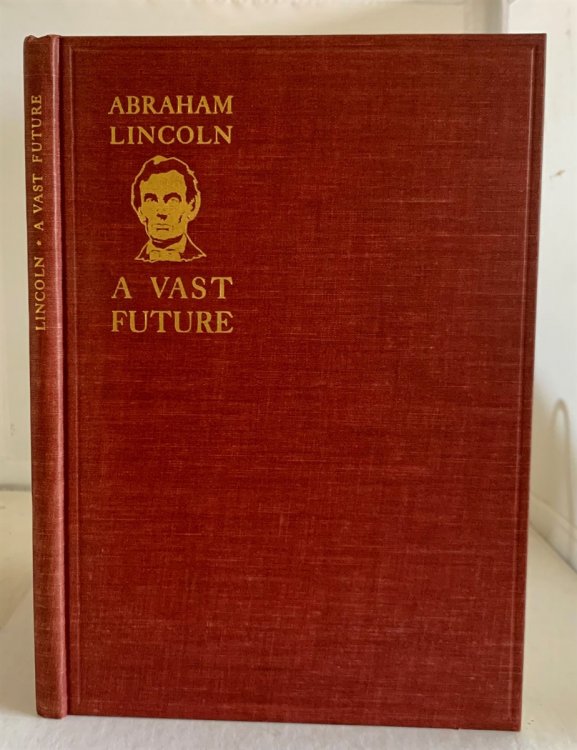 LINCOLN • A VAST FUTURE
ABRAHAM
LINCOLN
A VAST
FUTURE